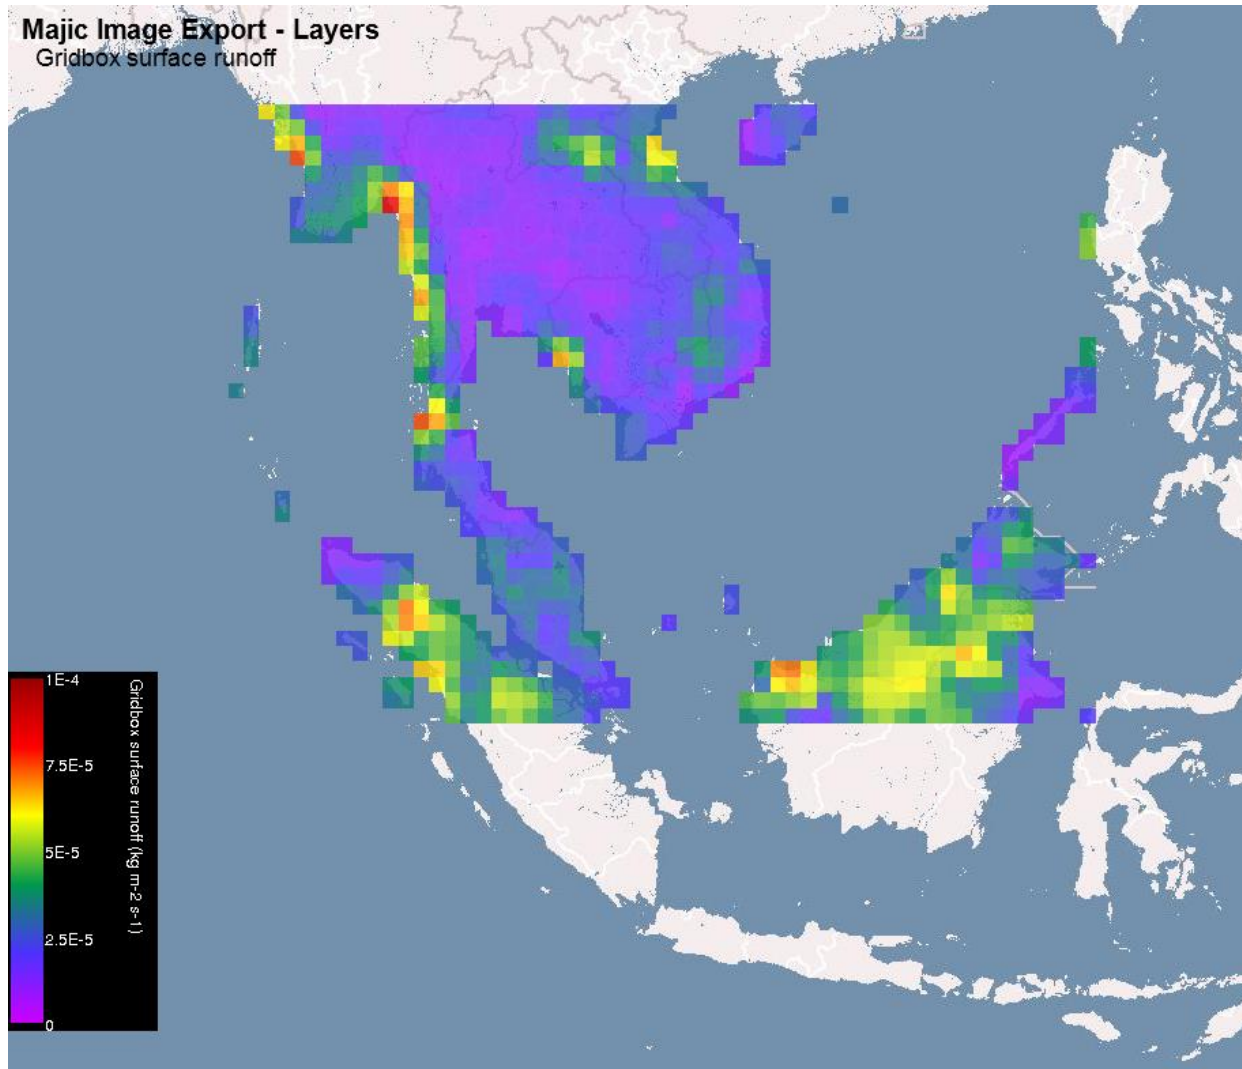 Majic Image Export - Layers
Gridbox surface runoff
1E-4
7.5E-5
5E-5
2.5E-5
0
Gridbox surface runoff (kg m-2 s-1)